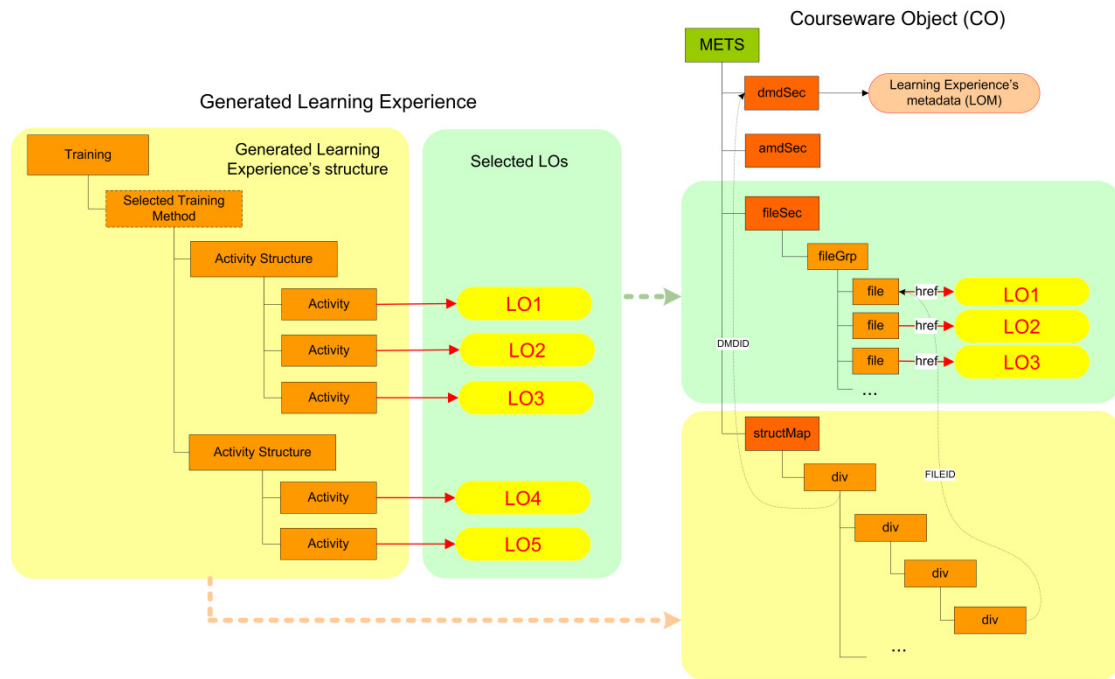 Courseware Object (CO)
METS
dmdSec
Learning Experience's
metadata (LOM)
amdSec
Generated Learning Experience
Training
Generated Learning
Experience's structure
Selected LOs
Selected Training
Method
Activity Structure
Activity
LO1
Activity
LO2
Activity
LO3
Activity Structure
Activity
LO4
Activity
LO5
fileSec
fileGrp
file
href
LO1
file
href
LO2
file
href
LO3
...
DMDID
structMap
div
FILEID
div
div
div
...